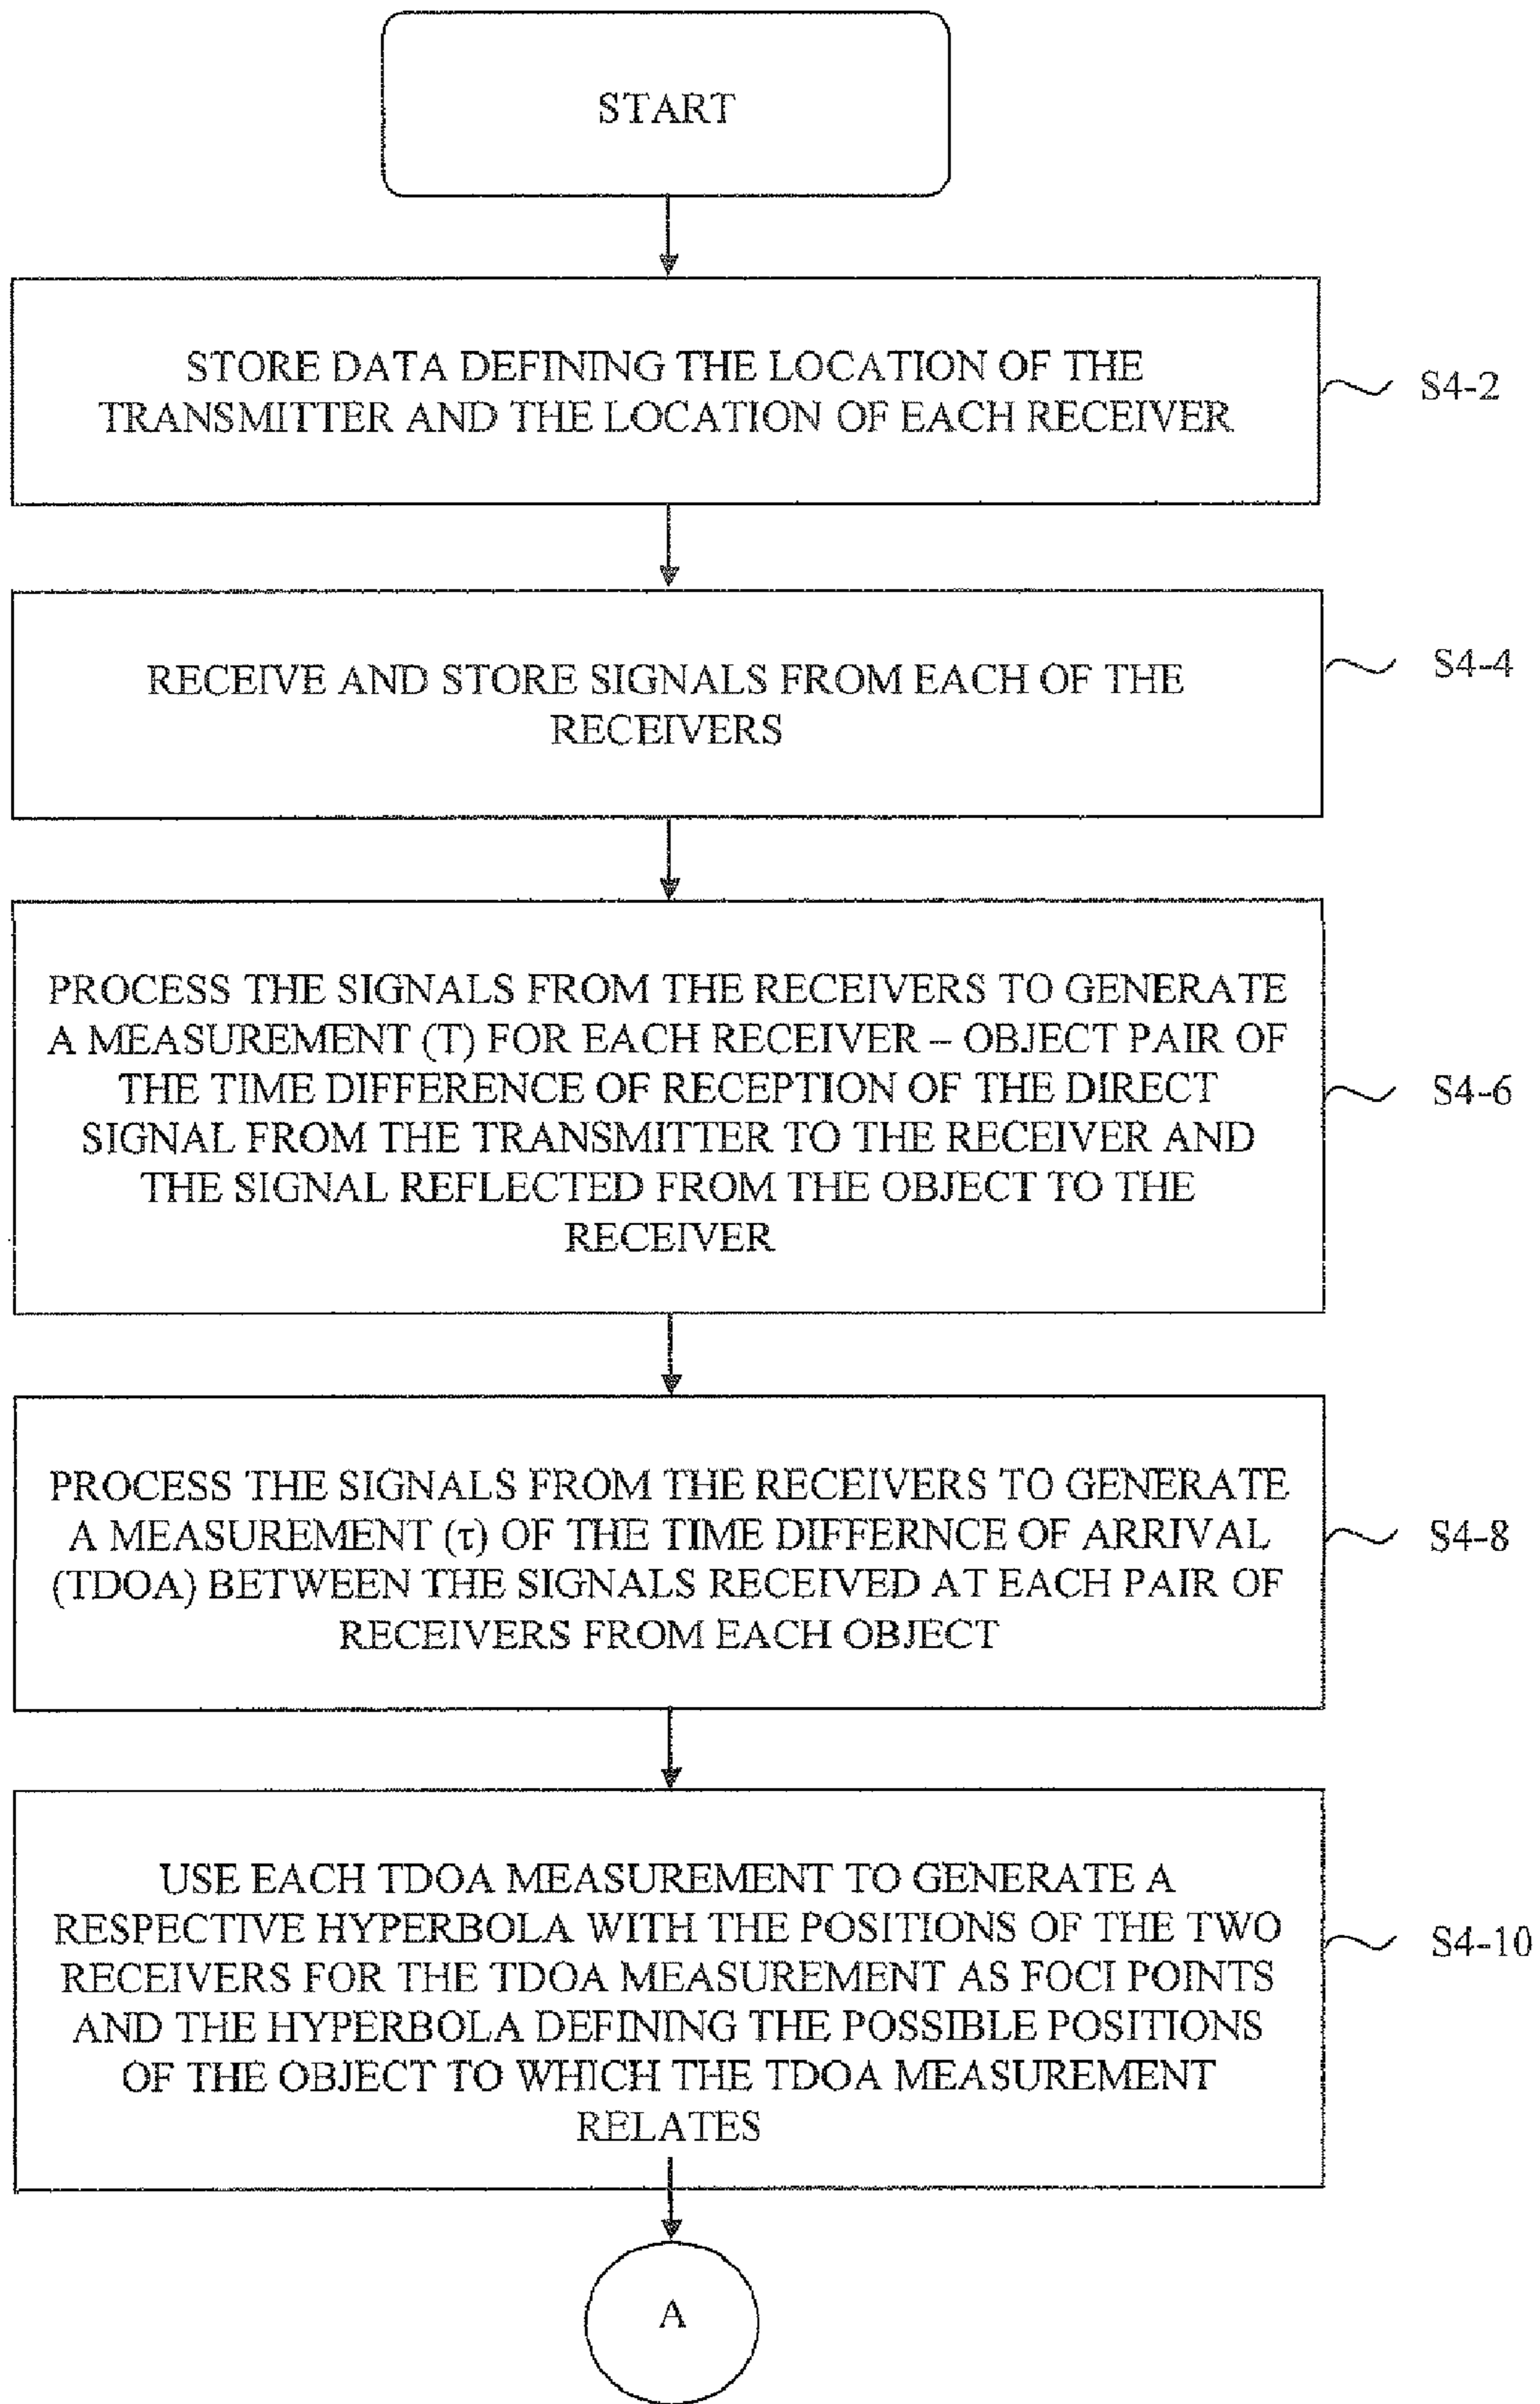 START
STORE DATA DEFINING THE LOCATION OF THE
TRANSMITTER AND THE LOCATION OF EACH RECEIVER
S4-2
RECEIVE AND STORE SIGNALS FROM EACH OF THE
RECEIVERS
S4-4
PROCESS THE SIGNALS FROM THE RECEIVERS TO GENERATE
A MEASUREMENT (T) FOR EACH RECEIVER – OBJECT PAIR OF
THE TIME DIFFERENCE OF RECEPTION OF THE DIRECT
SIGNAL FROM THE TRANSMITTER TO THE RECEIVER AND
THE SIGNAL REFLECTED FROM THE OBJECT TO THE
RECEIVER
S4-6
PROCESS THE SIGNALS FROM THE RECEIVERS TO GENERATE
A MEASUREMENT (τ) OF THE TIME DIFFERNCE OF ARRIVAL
(TDOA) BETWEEN THE SIGNALS RECEIVED AT EACH PAIR OF
RECEIVERS FROM EACH OBJECT
S4-8
USE EACH TDOA MEASUREMENT TO GENERATE A
RESPECTIVE HYPERBOLA WITH THE POSITIONS OF THE TWO
RECEIVERS FOR THE TDOA MEASUREMENT AS FOCI POINTS
AND THE HYPERBOLA DEFINING THE POSSIBLE POSITIONS
OF THE OBJECT TO WHICH THE TDOA MEASUREMENT
RELATES
S4-10
A